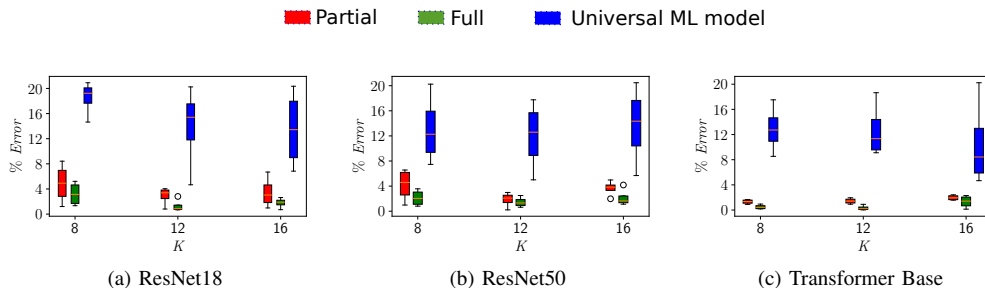 Partial Full Universal ML model
% Error
20
16
12
8
4
0
8 12 16
K
(a) ResNet18
% Error
20
16
12
8
4
0
8 12 16
K
(b) ResNet50
% Error
20
16
12
8
4
0
8 12 16
K
(c) Transformer Base